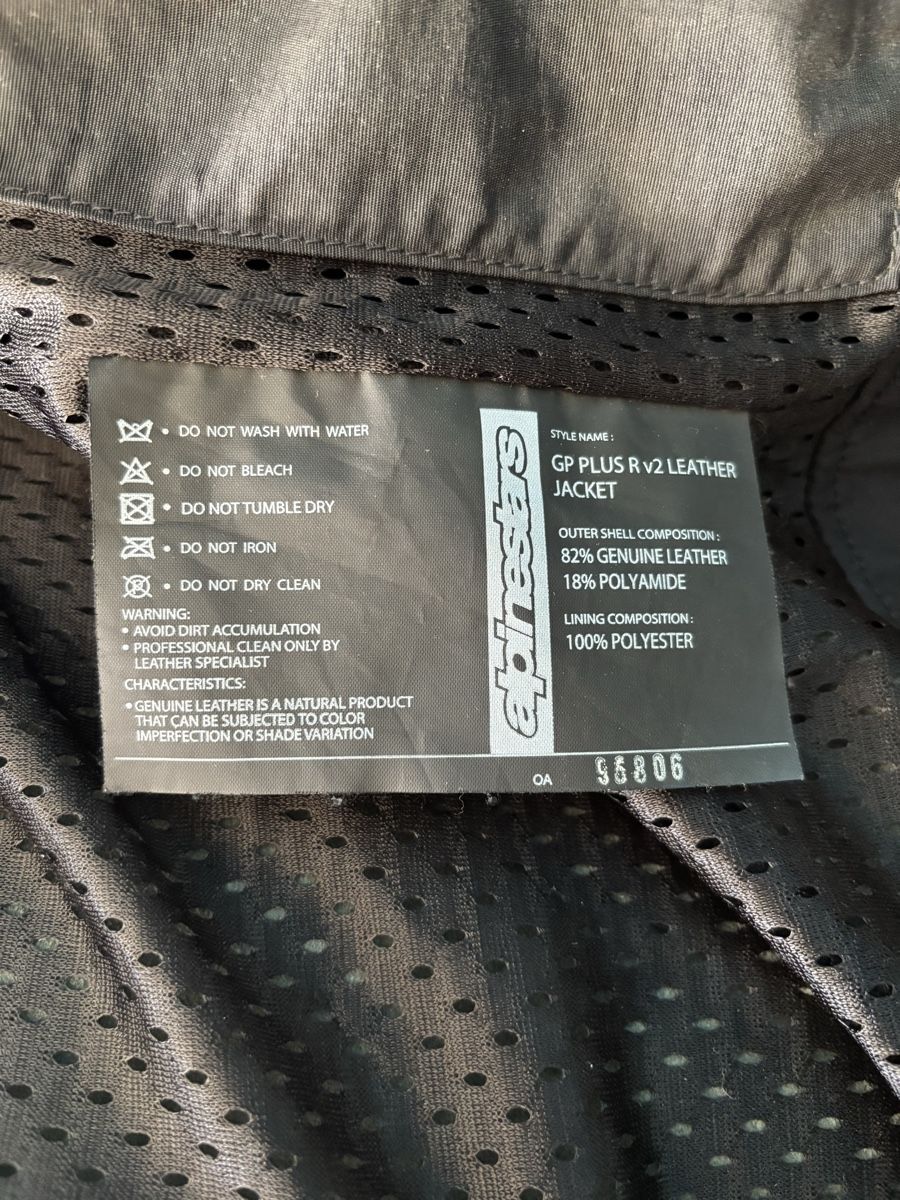 • DO NOT WASH WITH WATER
• DO NOT BLEACH
• DO NOT TUMBLE DRY
• DO NOT IRON
• DO NOT DRY CLEAN
WARNING:
• AVOID DIRT ACCUMULATION
• PROFESSIONAL CLEAN ONLY BY
LEATHER SPECIALIST
CHARACTERISTICS:
• GENUINE LEATHER IS A NATURAL PRODUCT
THAT CAN BE SUBJECTED TO COLOR
IMPERFECTION OR SHADE VARIATION
alpinestars
STYLE NAME :
GP PLUS R v2 LEATHER
JACKET
OUTER SHELL COMPOSITION :
82% GENUINE LEATHER
18% POLYAMIDE
LINING COMPOSITION :
100% POLYESTER
QA